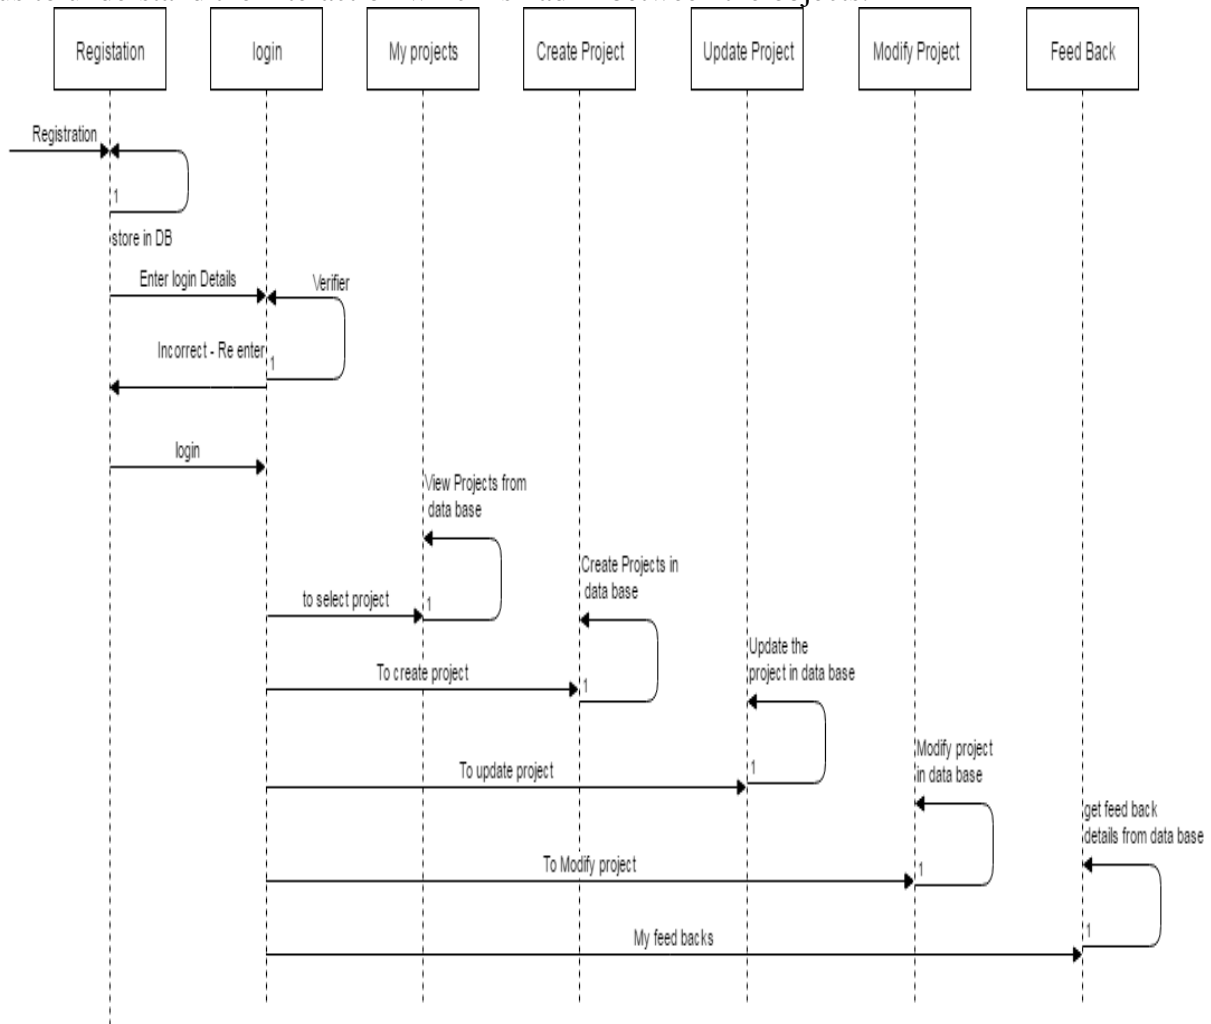 Registation
login
My projects
Create Project
Update Project
Modify Project
Feed Back
Registration
1
store in DB
Enter login Details
Verifier
Incorrect - Re enter
1
login
View Projects from
data base
to select project
1
Create Projects in
data base
To create project
1
Update the
project in data base
To update project
1
Modify project
in data base
To Modify project
1
get feed back
details from data base
My feed backs
1